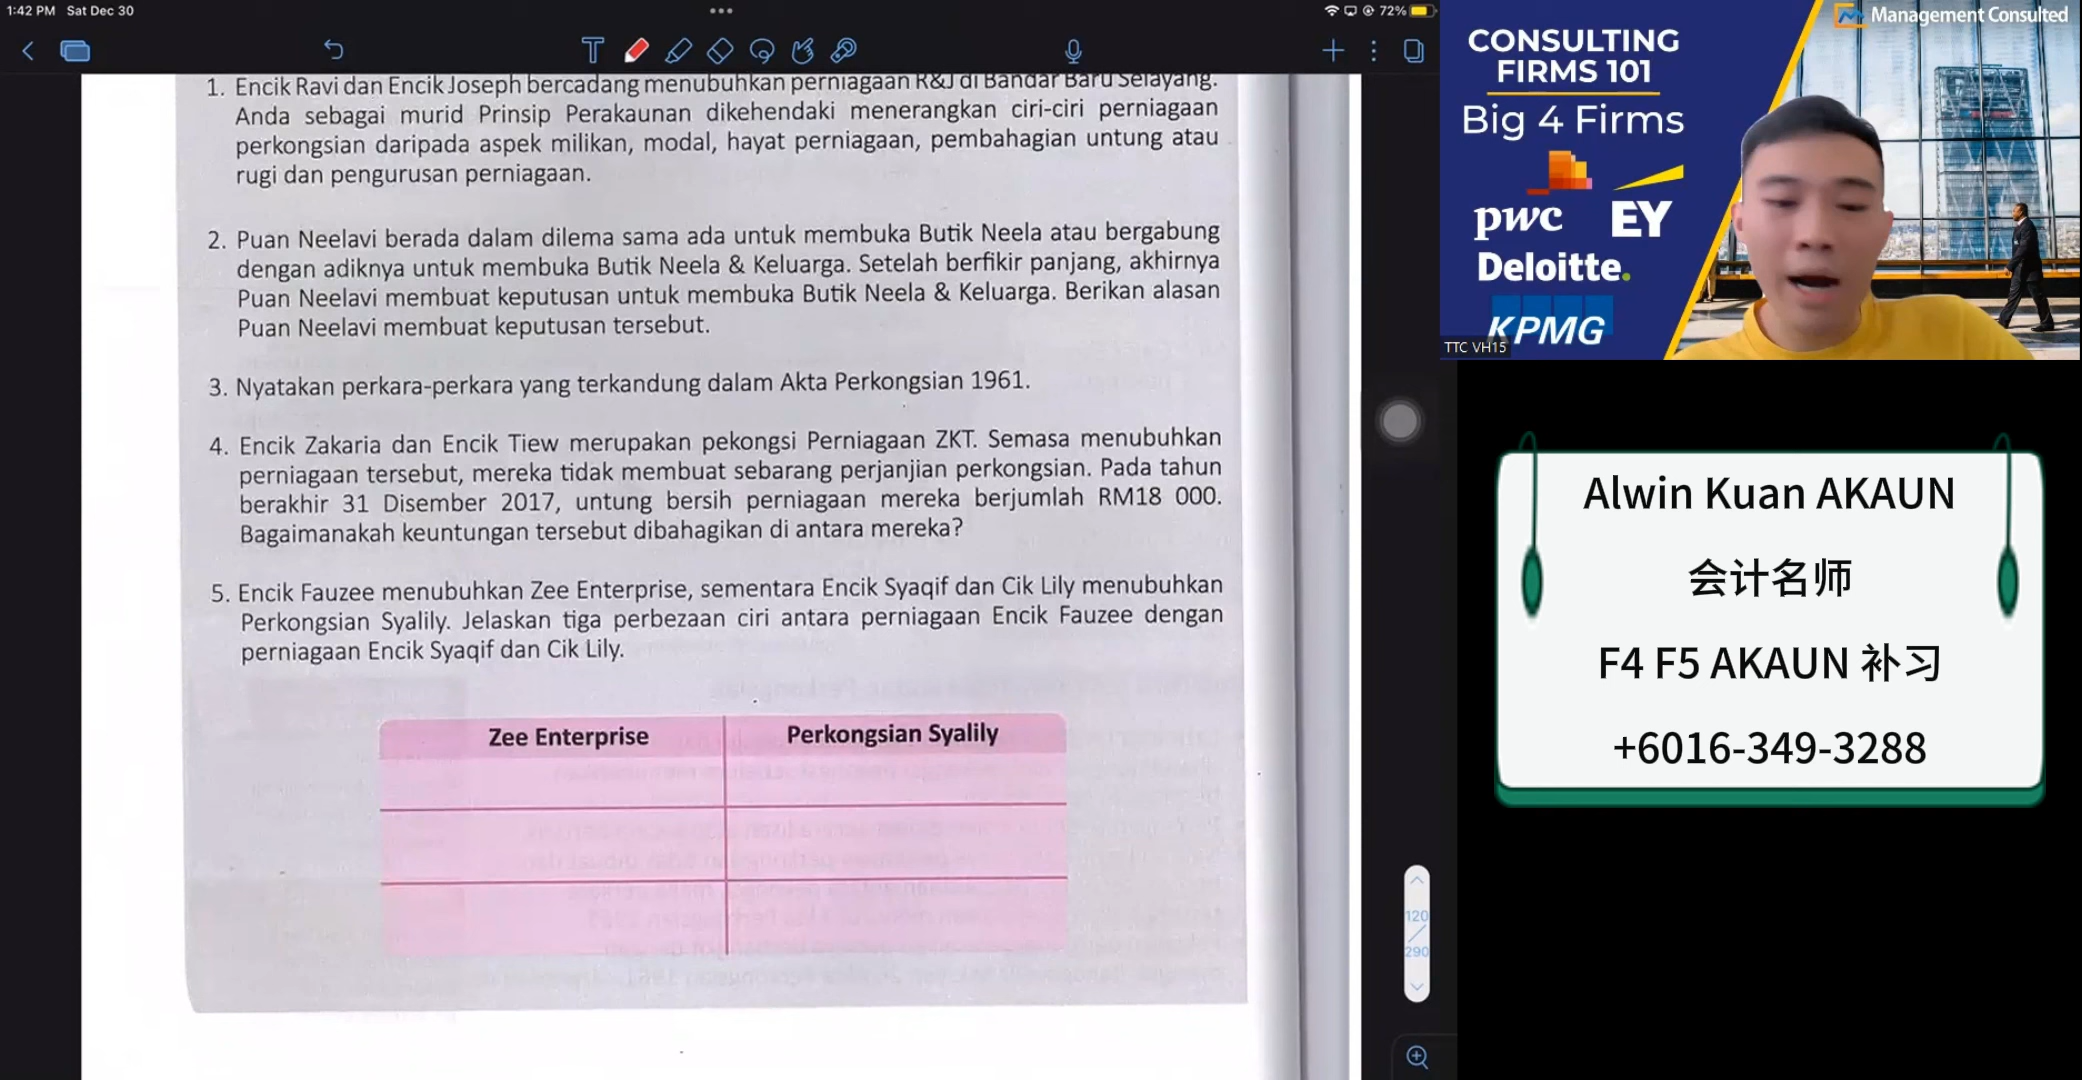 1:42 PM Sat Dec 30
72%
1. Encik Ravi dan Encik Joseph bercadang menubuhkan perniagaan R&J di Bandar Baru Selayang.
Anda sebagai murid Prinsip Perakaunan dikehendaki menerangkan ciri-ciri perniagaan
perkongsian daripada aspek milikan, modal, hayat perniagaan, pembahagian untung atau
rugi dan pengurusan perniagaan.
2. Puan Neelavi berada dalam dilema sama ada untuk membuka Butik Neela atau bergabung
dengan adiknya untuk membuka Butik Neela & Keluarga. Setelah berfikir panjang, akhirnya
Puan Neelavi membuat keputusan untuk membuka Butik Neela & Keluarga. Berikan alasan
Puan Neelavi membuat keputusan tersebut.
3. Nyatakan perkara-perkara yang terkandung dalam Akta Perkongsian 1961.
4. Encik Zakaria dan Encik Tiew merupakan pekongsi Perniagaan ZKT. Semasa menubuhkan
perniagaan tersebut, mereka tidak membuat sebarang perjanjian perkongsian. Pada tahun
berakhir 31 Disember 2017, untung bersih perniagaan mereka berjumlah RM18 000.
Bagaimanakah keuntungan tersebut dibahagikan di antara mereka?
5. Encik Fauzee menubuhkan Zee Enterprise, sementara Encik Syaqif dan Cik Lily menubuhkan
Perkongsian Syalily. Jelaskan tiga perbezaan ciri antara perniagaan Encik Fauzee dengan
perniagaan Encik Syaqif dan Cik Lily.
Zee Enterprise
Perkongsian Syalily
120
290
Management Consulted
CONSULTING
FIRMS 101
Big 4 Firms
pwc
EY
Deloitte.
KPMG
TTC VH15
Alwin Kuan AKAUN
会计名师
F4 F5 AKAUN 补习
+6016-349-3288